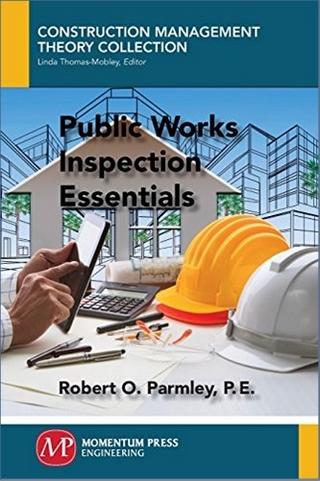 CONSTRUCTION MANAGEMENT
THEORY COLLECTION
Linda Thomas-Mobley, Editor
Public Works
Inspection
Essentials
Robert O. Parmley, P.E.
MP
MOMENTUM PRESS
ENGINEERING